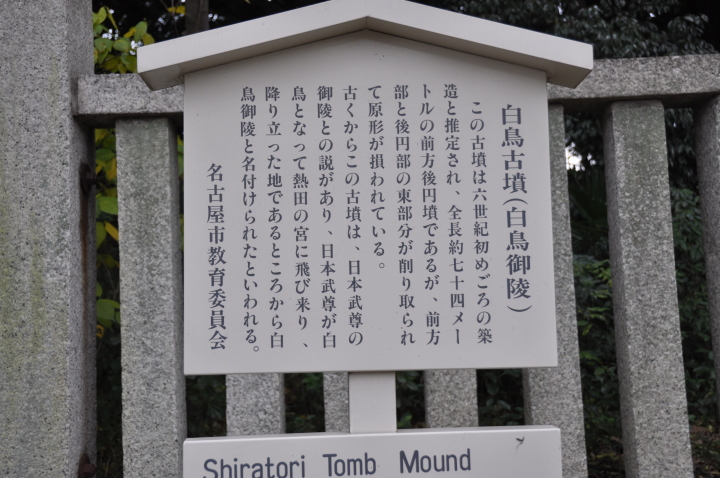 白鳥古墳(白鳥御陵)
この古墳は六世紀初めごろの築
造と推定され、全長約七十四メー
トルの前方後円墳であるが、前方
部と後円部の東部分が削り取られ
て原形が損われている。
古くからこの古墳は、日本武尊の
御陵との説があり、日本武尊が白
鳥となって熱田の宮に飛び来り、
降り立った地であるところから白
鳥御陵と名付けられたといわれる。
名古屋市教育委員会
Shiratori Tomb Mound